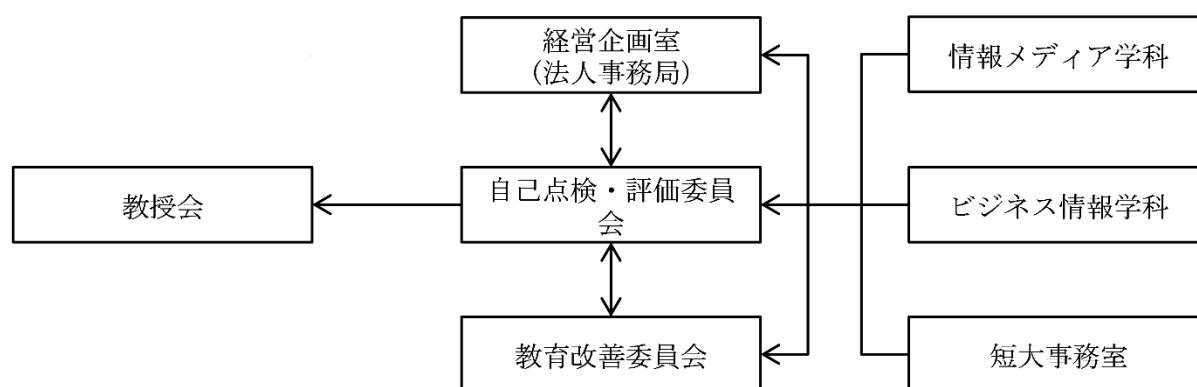 経営企画室
(法人事務局)
情報メディア学科
教授会
自己点検・評価委員
会
ビジネス情報学科
教育改善委員会
短大事務室